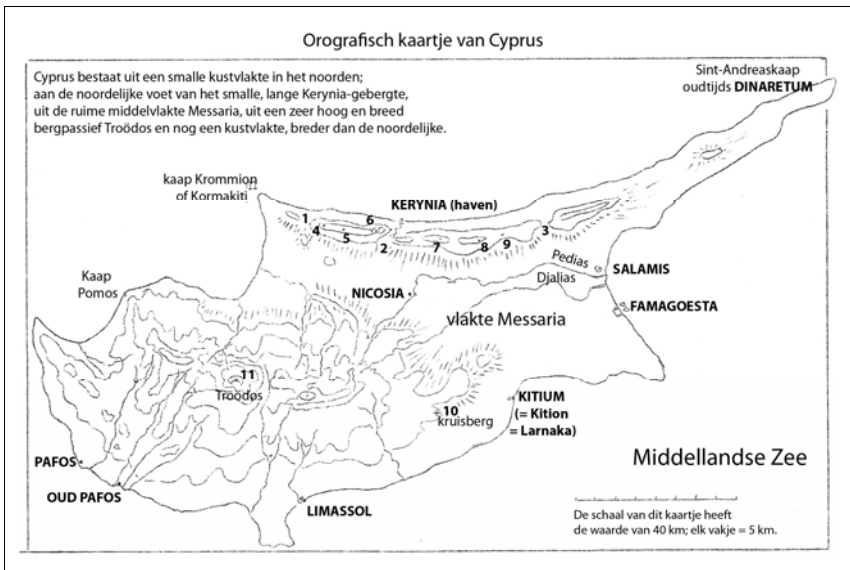 Orografisch kaartje van Cyprus
Cyprus bestaat uit een smalle kustvlakte in het noorden;
aan de noordelijke voet van het smalle, lange Kerynia-gebergte,
uit de ruime middelvlakte Messaria, uit een zeer hoog en breed
bergpassief Troödos en nog een kustvlakte, breder dan de noordelijke.
Sint-Andreaskaap
oudtijds DINARETUM
kaap Krommion
of Kormakiti
KERYNIA (haven)
1
4
5
6
2
7
8
9
3
Kaap
Pomos
Pedias
SALAMIS
Djalias
NICOSIA
FAMAGOESTA
vlakte Messaria
11
Troödos
10
kruisberg
KITIUM
(= Kition
= Larnaka)
PAFOS
OUD PAFOS
LIMASSOL
Middellandse Zee
De schaal van dit kaartje heeft
de waarde van 40 km; elk vakje = 5 km.